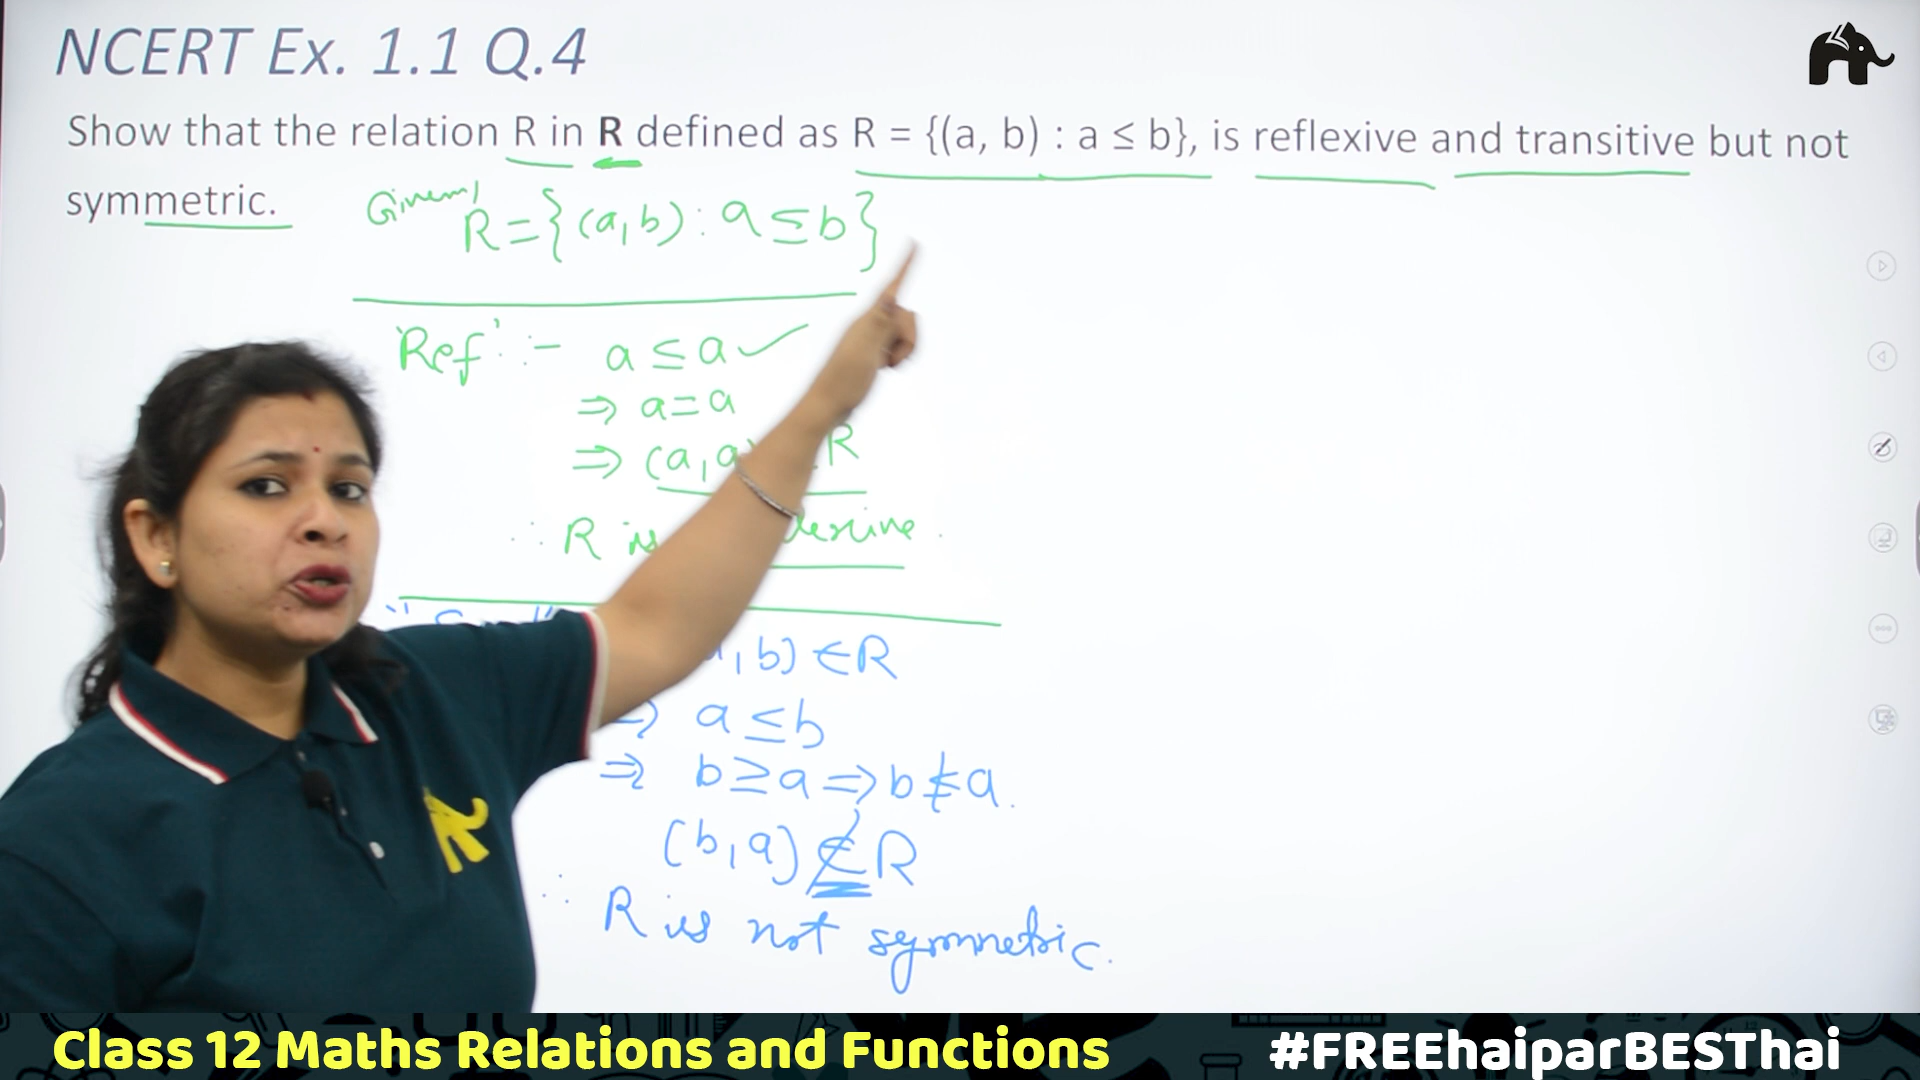 NCERT Ex. 1.1 Q.4
Show that the relation R in R defined as R = {(a, b) : a ≤ b}, is reflexive and transitive but not
symmetric.
Given,
R = {(a,b) : a ≤ b}
'Ref' :- a ≤ a ✓
⇒ a = a
⇒ (a, a R
∴ R is
, b) ∈ R
⇒ a ≤ b
⇒ b ≥ a ⇒ b ≰ a.
(b, a) ∉ R
∴ R is not symmetric.
Class 12 Maths Relations and Functions
#FREEhaiparBESThai